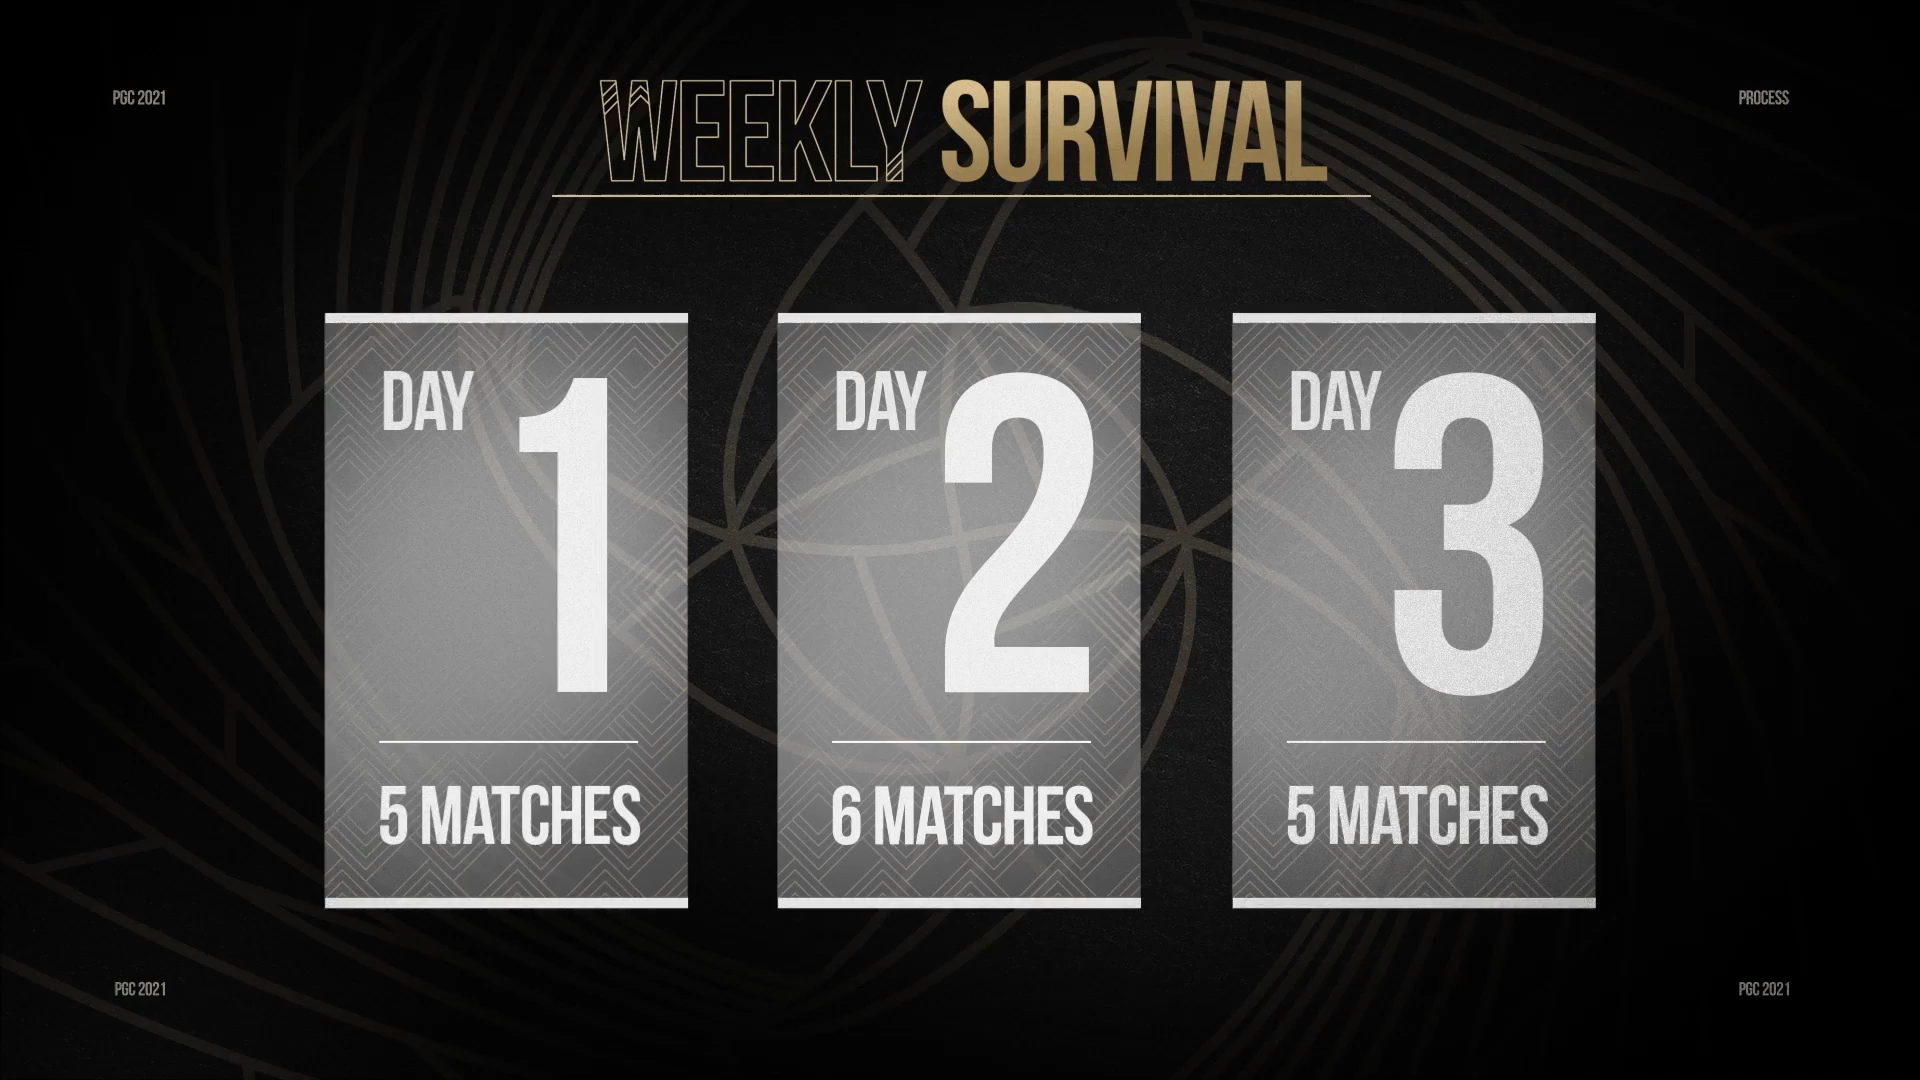 PGC 2021
PROCESS
WEEKLY SURVIVAL
DAY 1
5 MATCHES
DAY 2
6 MATCHES
DAY 3
5 MATCHES
PGC 2021
PGC 2021